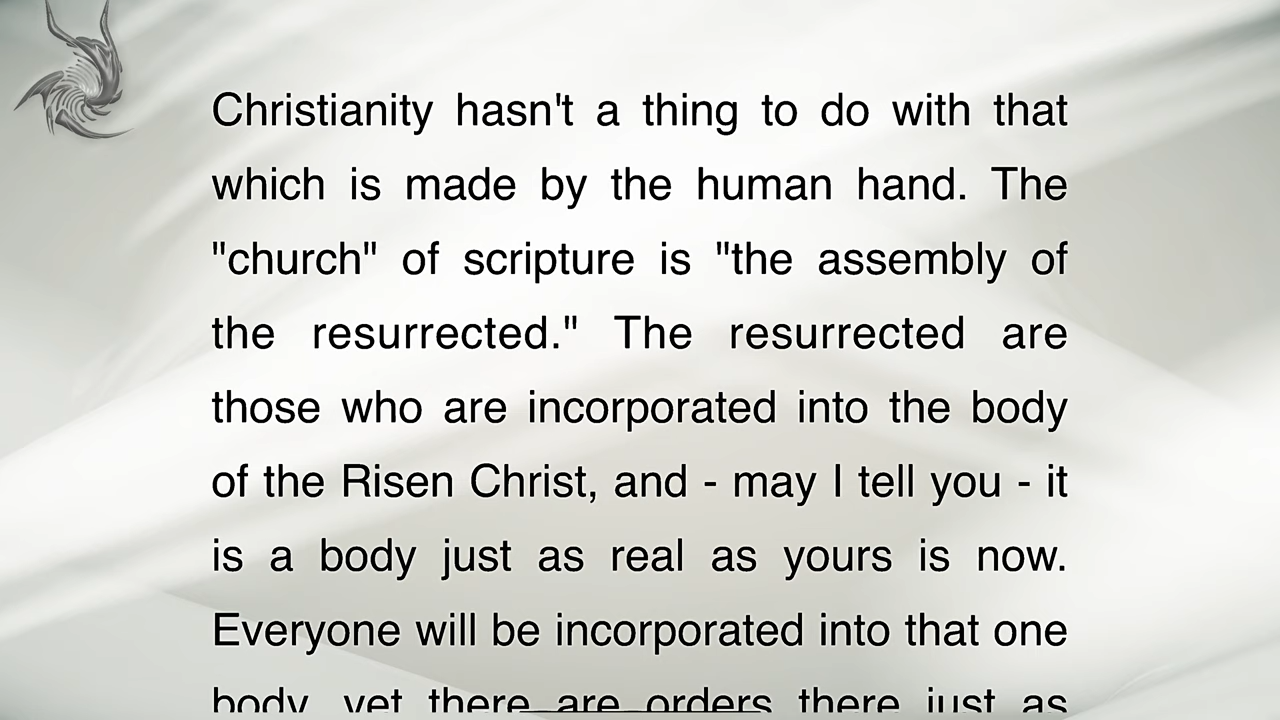 Christianity hasn't a thing to do with that
which is made by the human hand. The
"church" of scripture is "the assembly of
the resurrected." The resurrected are
those who are incorporated into the body
of the Risen Christ, and - may I tell you - it
is a body just as real as yours is now.
Everyone will be incorporated into that one
body, yet there are orders there just as